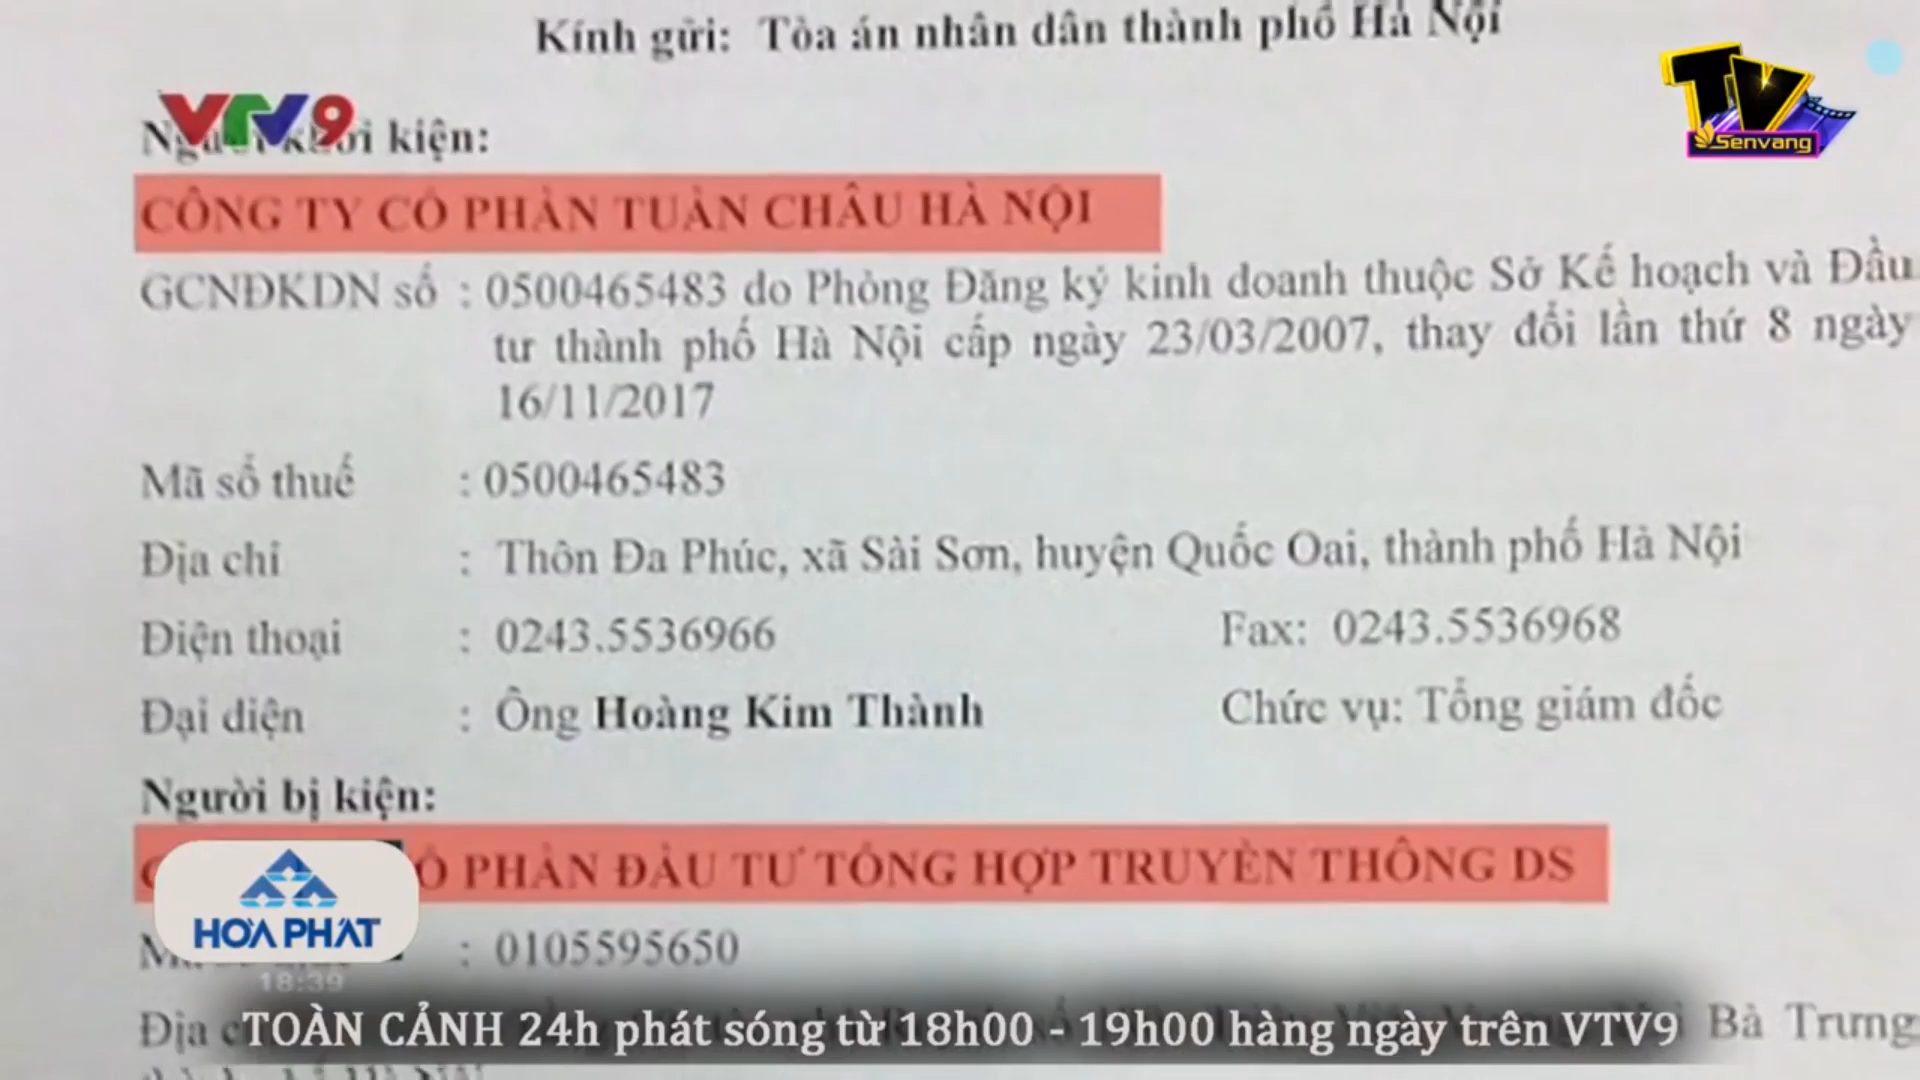 Kính gửi: Tòa án nhân dân thành phố Hà Nội
VTV9
TV
Senvang
kiện:
CÔNG TY CỔ PHẦN TUẦN CHÂU HÀ NỘI
GCNĐKDN số : 0500465483 do Phòng Đăng ký kinh doanh thuộc Sở Kế hoạch và Đầu
tư thành phố Hà Nội cấp ngày 23/03/2007, thay đổi lần thứ 8 ngày
16/11/2017
Mã số thuế : 0500465483
Địa chỉ : Thôn Đa Phúc, xã Sài Sơn, huyện Quốc Oai, thành phố Hà Nội
Điện thoại : 0243.5536966 Fax: 0243.5536968
Đại diện : Ông Hoàng Kim Thành Chức vụ: Tổng giám đốc
Người bị kiện:
PHẦN ĐẦU TƯ TỔNG HỢP TRUYỀN THÔNG DS
HÒA PHÁT
: 0105595650
18:39
Địa Bà Trưng
TOÀN CẢNH 24h phát sóng từ 18h00 - 19h00 hàng ngày trên VTV9